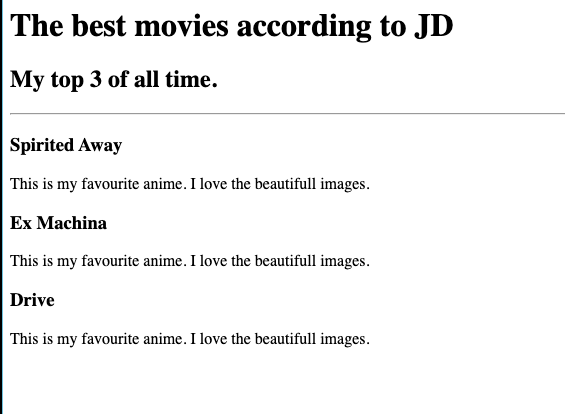 The best movies according to JD
My top 3 of all time.
Spirited Away
This is my favourite anime. I love the beautifull images.
Ex Machina
This is my favourite anime. I love the beautifull images.
Drive
This is my favourite anime. I love the beautifull images.